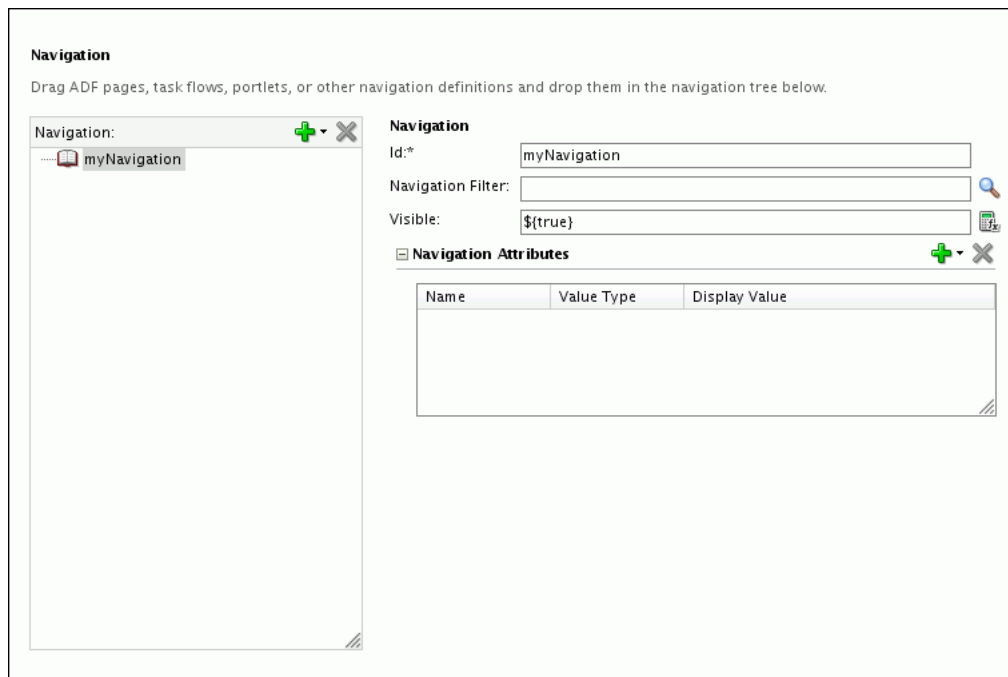 Navigation
Drag ADF pages, task flows, portlets, or other navigation definitions and drop them in the navigation tree below.
Navigation:
myNavigation
Navigation
Id:*
myNavigation
Navigation Filter:
Visible:
${true}
Navigation Attributes
Name
Value Type
Display Value